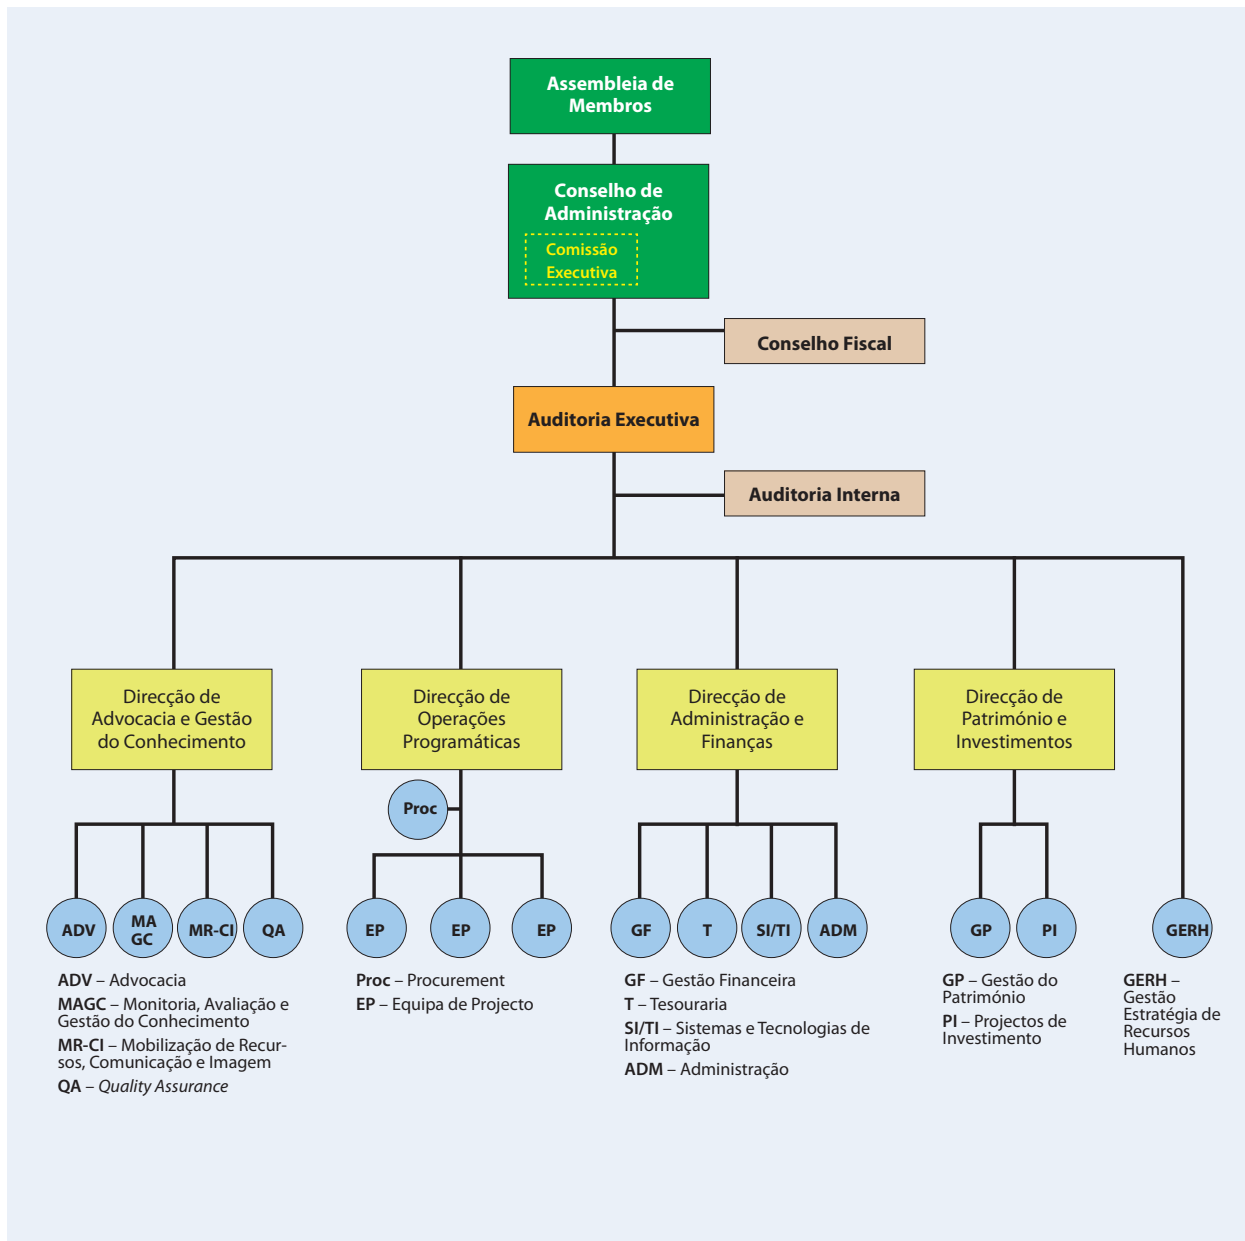 Assembleia de
Membros
Conselho de
Administração
Comissão
Executiva
Conselho Fiscal
Auditoria Executiva
Auditoria Interna
Direcção de
Advocacia e Gestão
do Conhecimento
Direcção de
Operações
Programáticas
Direcção de
Administração e
Finanças
Direcção de
Património e
Investimentos
Proc
ADV
MA
GC
MR-CI
QA
EP
EP
EP
GF
T
SI/TI
ADM
GP
PI
GERH
ADV – Advocacia
MAGC – Monitoria, Avaliação e
Gestão do Conhecimento
MR-CI – Mobilização de Recur-
sos, Comunicação e Imagem
QA – Quality Assurance
Proc – Procurement
EP – Equipa de Projecto
GF – Gestão Financeira
T – Tesouraria
SI/TI – Sistemas e Tecnologias de
Informação
ADM – Administração
GP – Gestão do
Património
PI – Projectos de
Investimento
GERH –
Gestão
Estratégia de
Recursos
Humanos